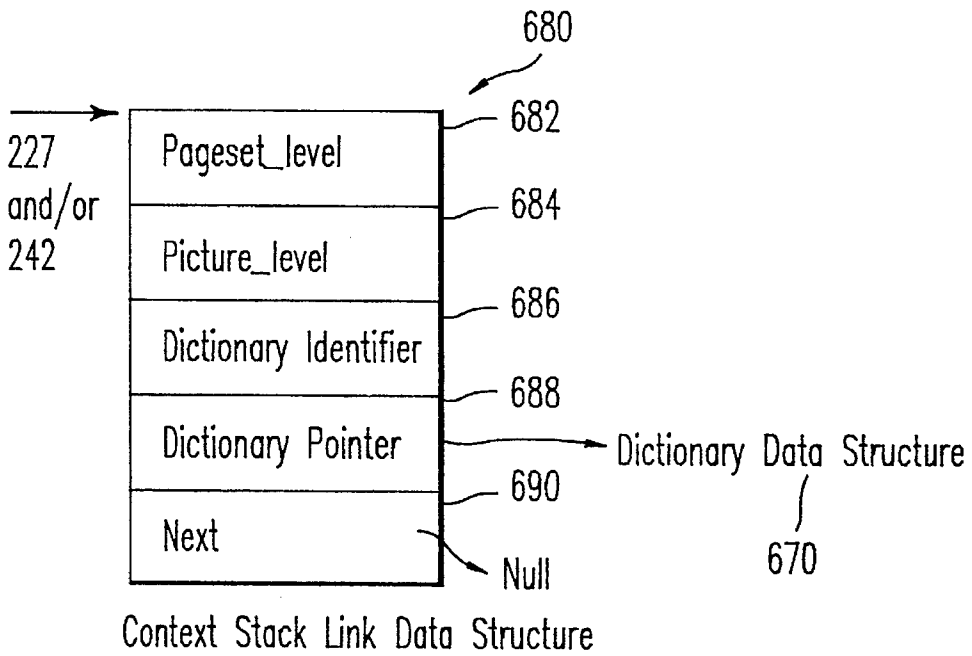 680
682
227
and/or
242
Pageset_level
684
Picture_level
686
Dictionary Identifier
688
Dictionary Pointer
Dictionary Data Structure
690
670
Next
Null
Context Stack Link Data Structure